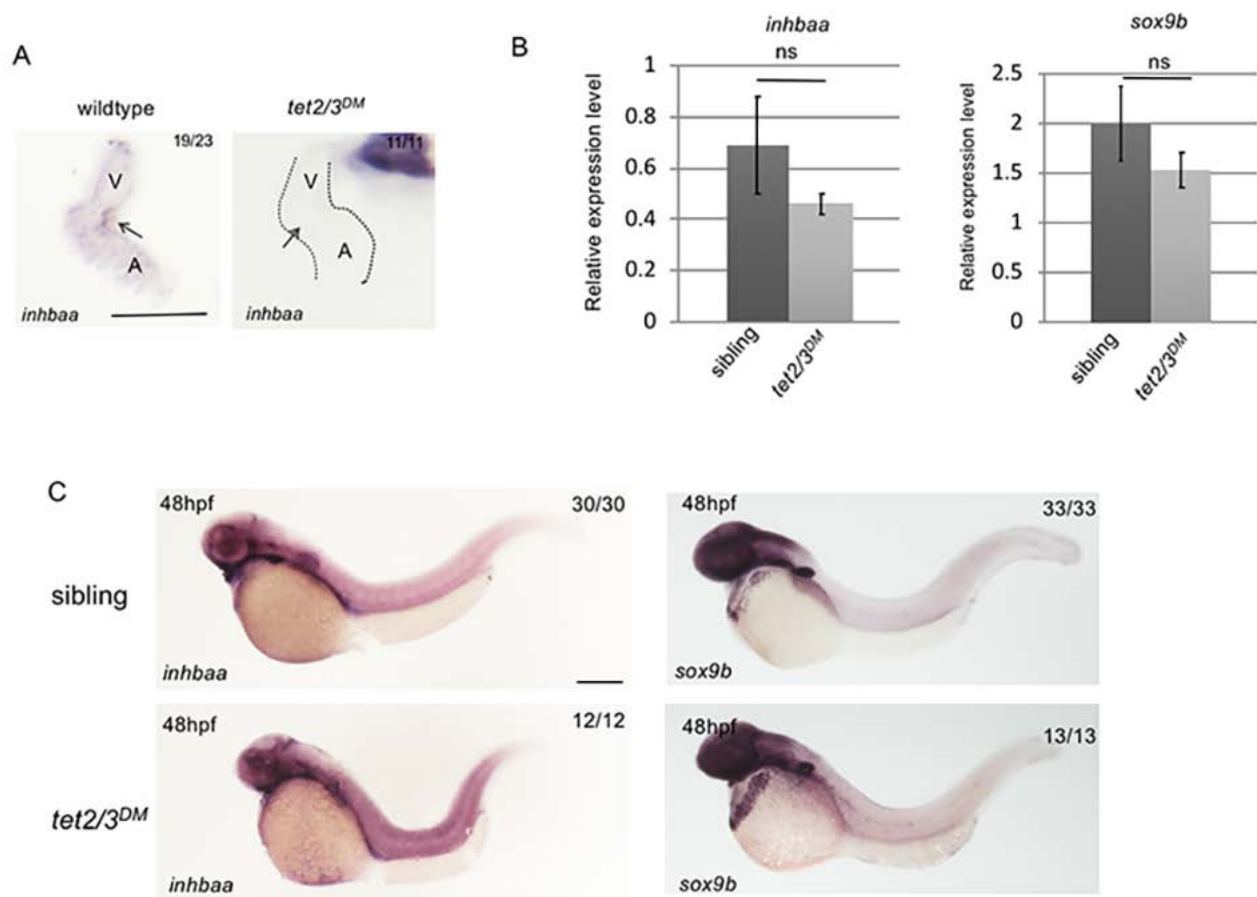 A
wildtype
tet2/3DM
19/23
V
A
inhbaa
11/11
V
A
inhbaa
B
inhbaa
ns
Relative expression level
1
0.8
0.6
0.4
0.2
0
sibling
tet2/3DM
sox9b
ns
Relative expression level
2.5
2
1.5
1
0.5
0
sibling
tet2/3DM
C
sibling
48hpf
30/30
inhbaa
48hpf
33/33
sox9b
tet2/3DM
48hpf
12/12
inhbaa
48hpf
13/13
sox9b